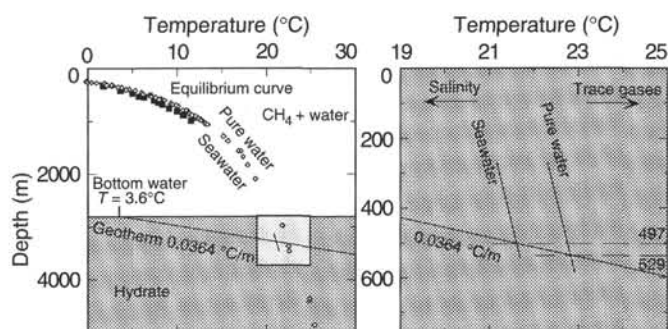 Temperature (°C)
0 10 20 30
0
2000
4000
Depth (m)
Equilibrium curve
CH4 + water
Pure water
Seawater
Bottom water
T = 3.6°C
Geotherm 0.0364 °C/m
Hydrate
Temperature (°C)
19 21 23 25
0
200
400
600
Salinity
Trace gases
Seawater
Pure water
0.0364 °C/m
497
529